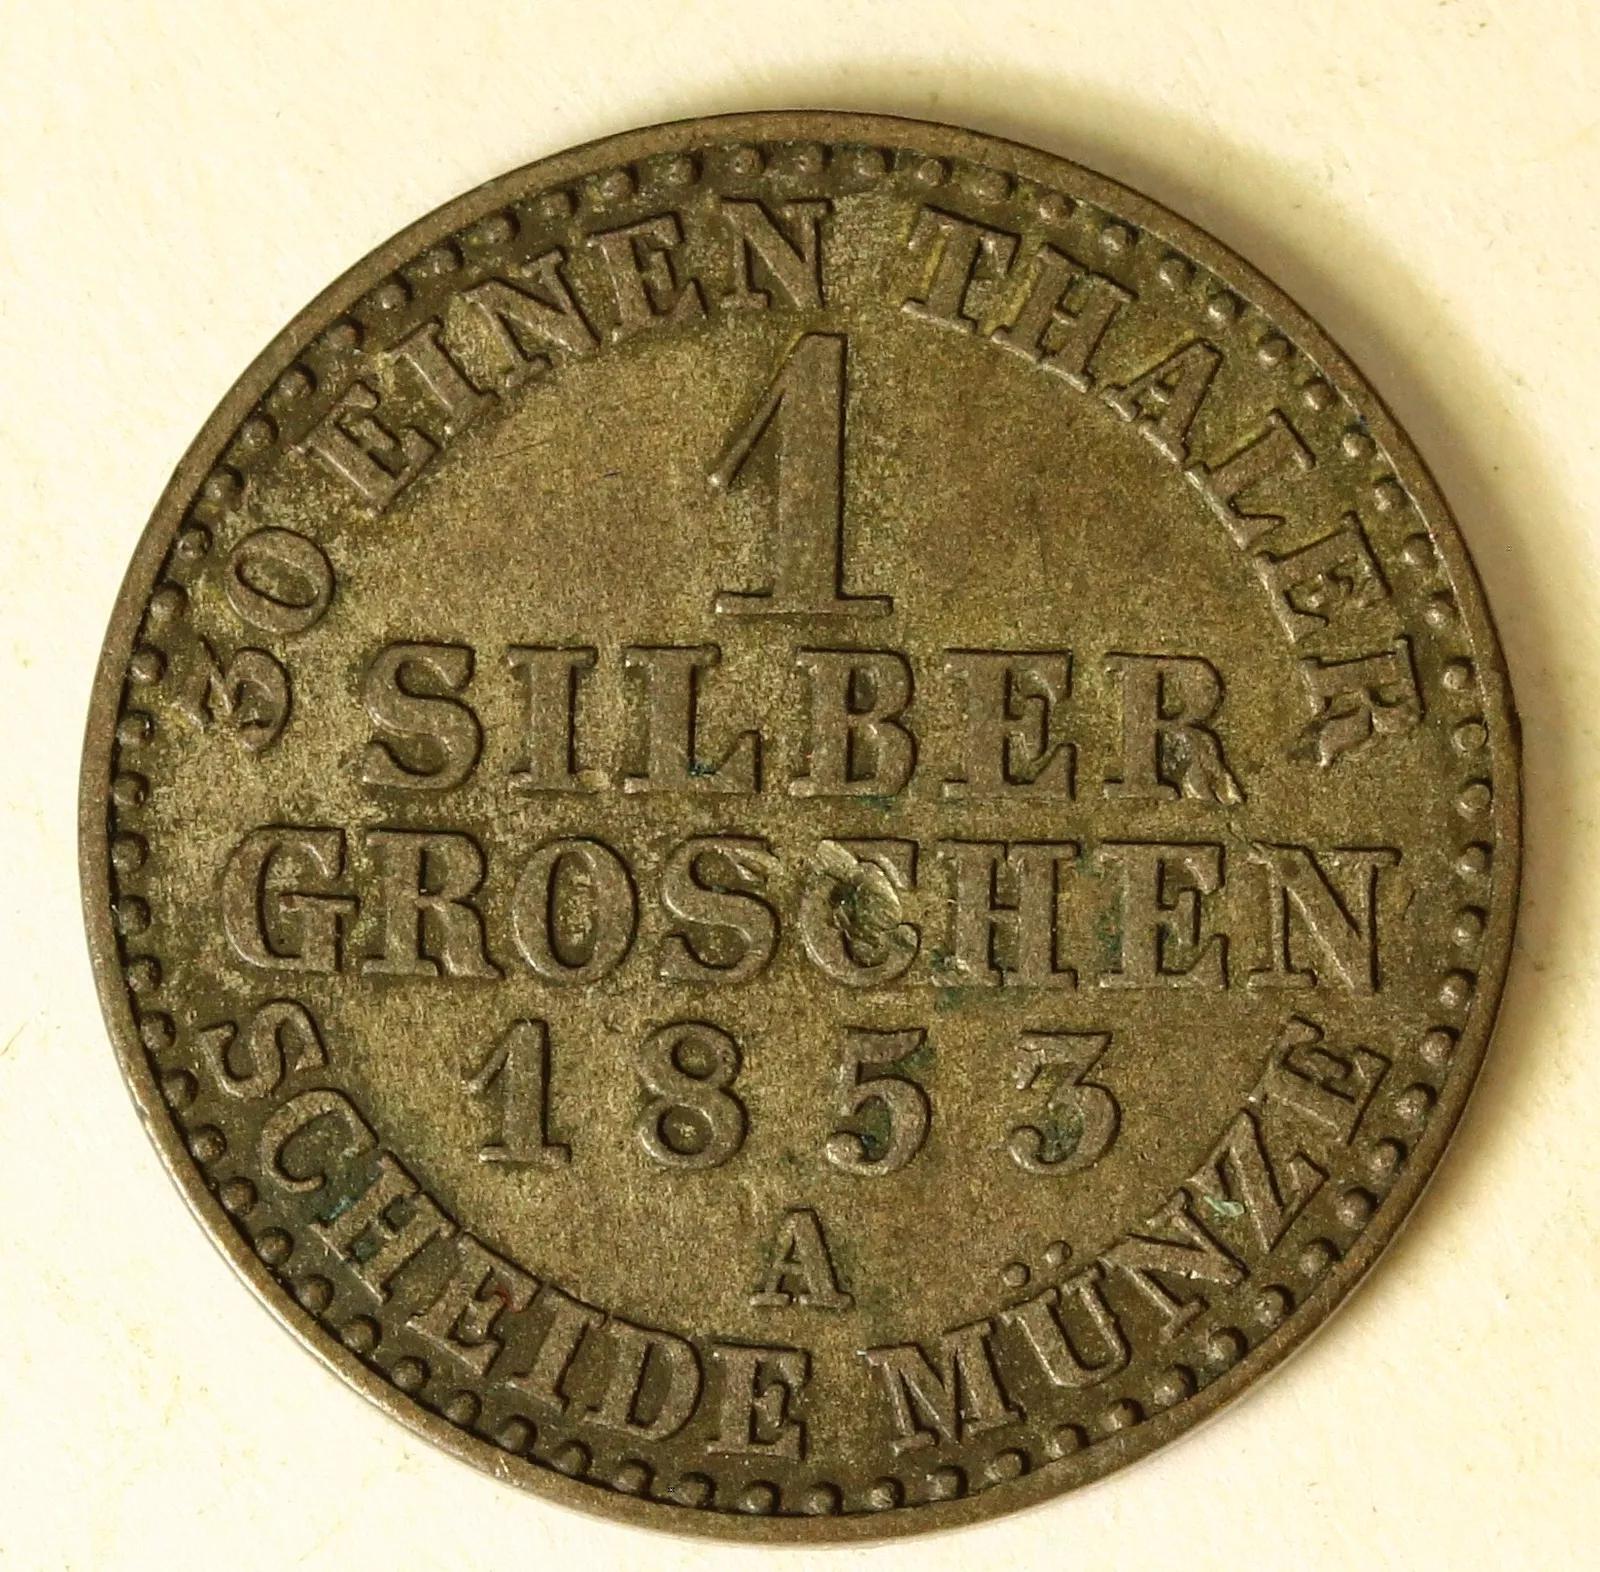 30 EINEN THALER
1
SILBER
GROSCHEN
1853
A
SCHEIDE MÜNZE